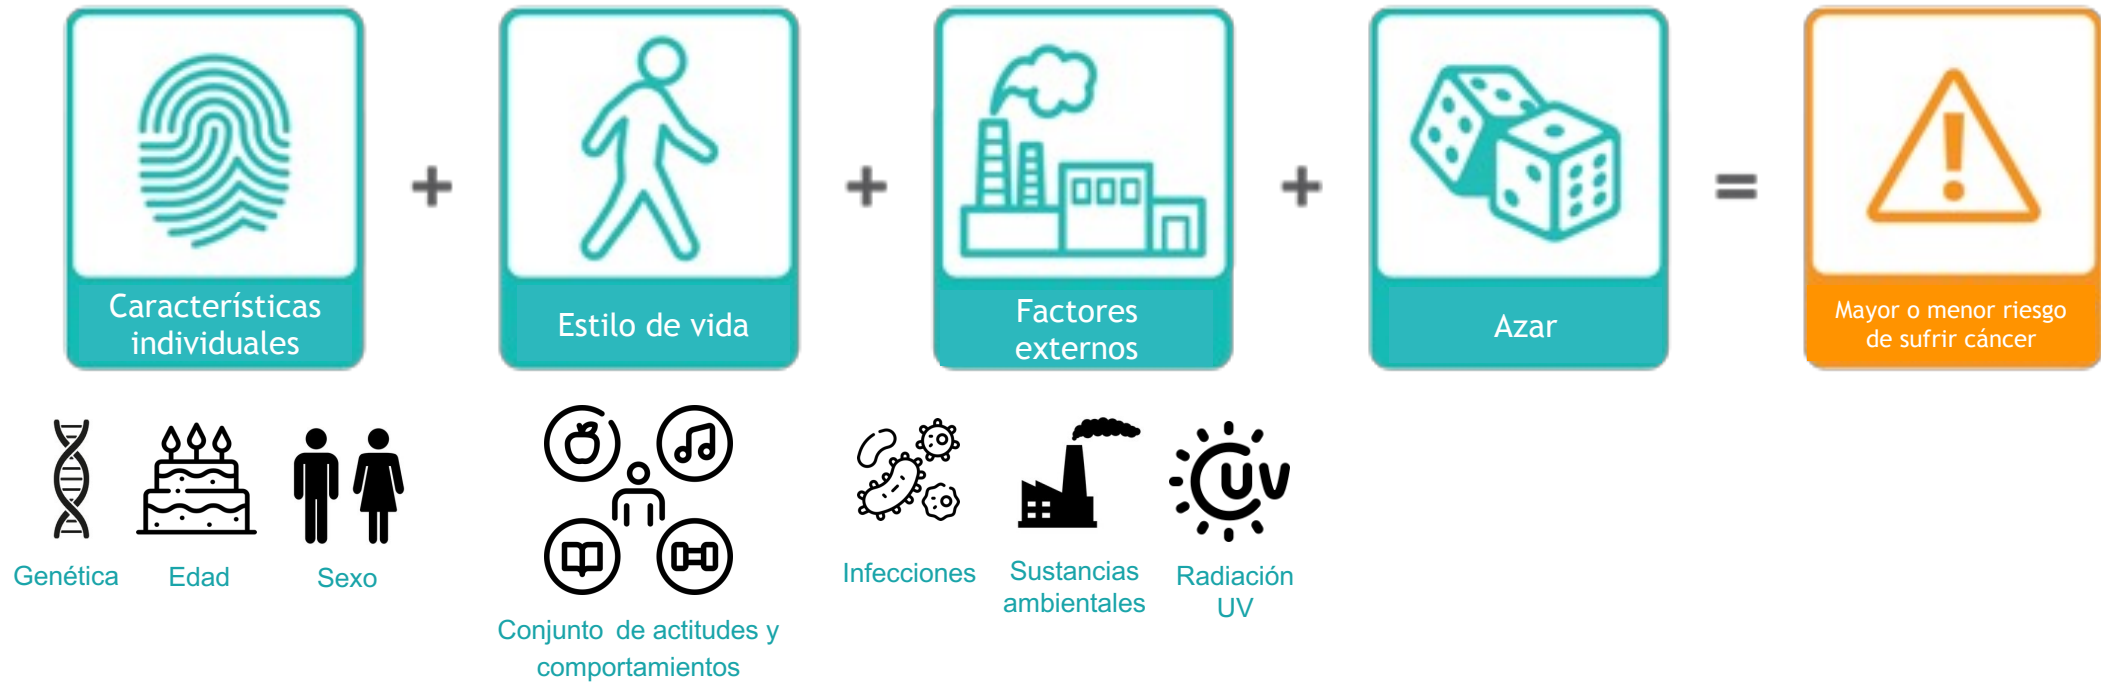 Características
individuales
+
Estilo de vida
+
Factores
externos
+
Azar
=
Mayor o menor riesgo
de sufrir cáncer
Genética
Edad
Sexo
Conjunto de actitudes y
comportamientos
Infecciones
Sustancias
ambientales
UV
Radiación
UV